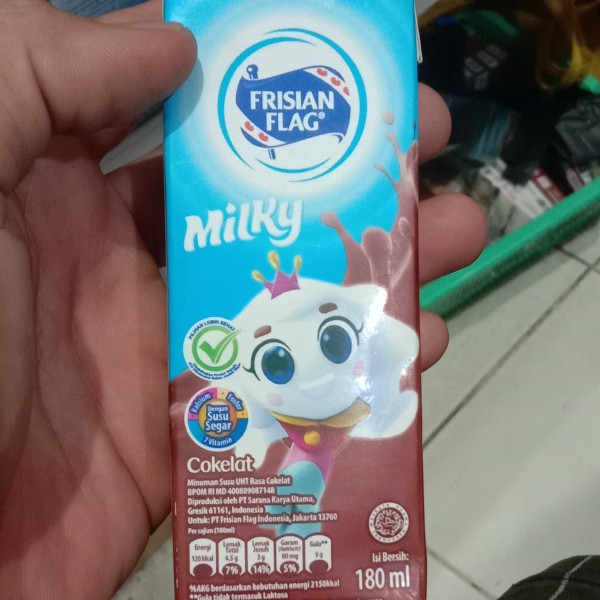 FRISIAN
FLAG®
Milky
PILIHAN LEBIH SEHAT
Kalsium
Fosfor
Dengan
Susu
Segar
7 Vitamin
Cokelat
Minuman Susu UHT Rasa Cokelat
BPOM RI MD 400809087148
Diproduksi oleh PT Sarana Karya Utama,
Gresik 61161, Indonesia
Untuk: PT Frisian Flag Indonesia, Jakarta 13760
Per sajian (180ml)
Energi
120 kkal
Lemak
Total
4.5 g
7%
Lemak
Jenuh
3 g
14%
Garam
(Natrium)
80 mg
5%
Gula**
9 g
Isi Bersih:
180 ml
%AKG berdasarkan kebutuhan energi 2150kkal
**Gula tidak termasuk Laktosa